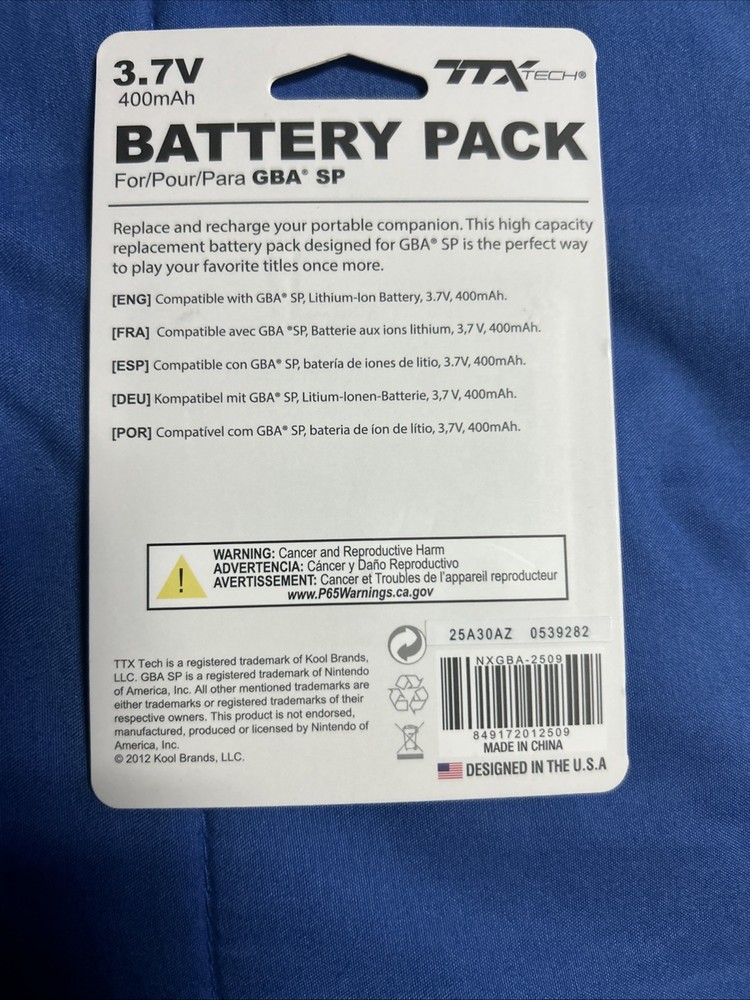 3.7V
400mAh
TTX TECH®
BATTERY PACK
For/Pour/Para GBA® SP
Replace and recharge your portable companion. This high capacity
replacement battery pack designed for GBA® SP is the perfect way
to play your favorite titles once more.
[ENG] Compatible with GBA® SP, Lithium-Ion Battery, 3.7V, 400mAh.
[FRA] Compatible avec GBA ®SP, Batterie aux ions lithium, 3,7 V, 400mAh.
[ESP] Compatible con GBA® SP, batería de iones de litio, 3.7V, 400mAh.
[DEU] Kompatibel mit GBA® SP, Litium-Ionen-Batterie, 3,7 V, 400mAh.
[POR] Compatível com GBA® SP, bateria de íon de lítio, 3,7V, 400mAh.
!
WARNING: Cancer and Reproductive Harm
ADVERTENCIA: Cáncer y Daño Reproductivo
AVERTISSEMENT: Cancer et Troubles de l'appareil reproducteur
www.P65Warnings.ca.gov
TTX Tech is a registered trademark of Kool Brands,
LLC. GBA SP is a registered trademark of Nintendo
of America, Inc. All other mentioned trademarks are
either trademarks or registered trademarks of their
respective owners. This product is not endorsed,
manufactured, produced or licensed by Nintendo of
America, Inc.
© 2012 Kool Brands, LLC.
25A30AZ 0539282
NXGBA-2509
849172012509
MADE IN CHINA
DESIGNED IN THE U.S.A